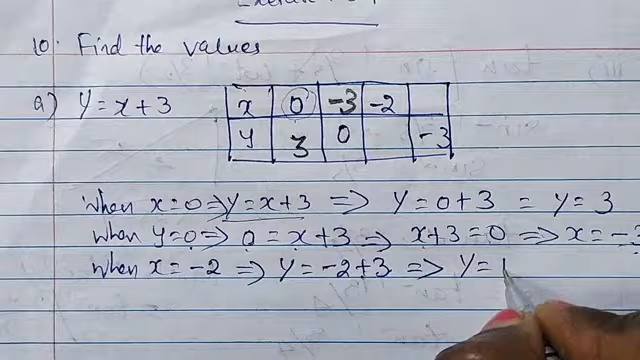 10. Find the values
a) y = x + 3
x 0 -3 -2
y 3 0 -3
When x = 0 ⇒ y = x + 3 ⇒ y = 0 + 3 = y = 3
When y = 0 ⇒ 0 = x + 3 ⇒ x + 3 = 0 ⇒ x = -3
When x = -2 ⇒ y = -2 + 3 ⇒ y = 1